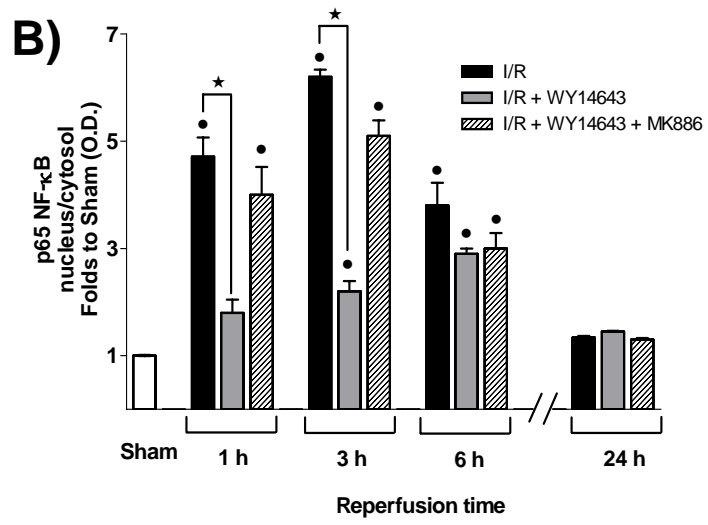 B)
p65 NF-κB
nucleus/cytosol
Folds to Sham (O.D.)
7
5
3
1
★
★
I/R
I/R + WY14643
I/R + WY14643 + MK886
Sham
1 h
3 h
6 h
24 h
Reperfusion time